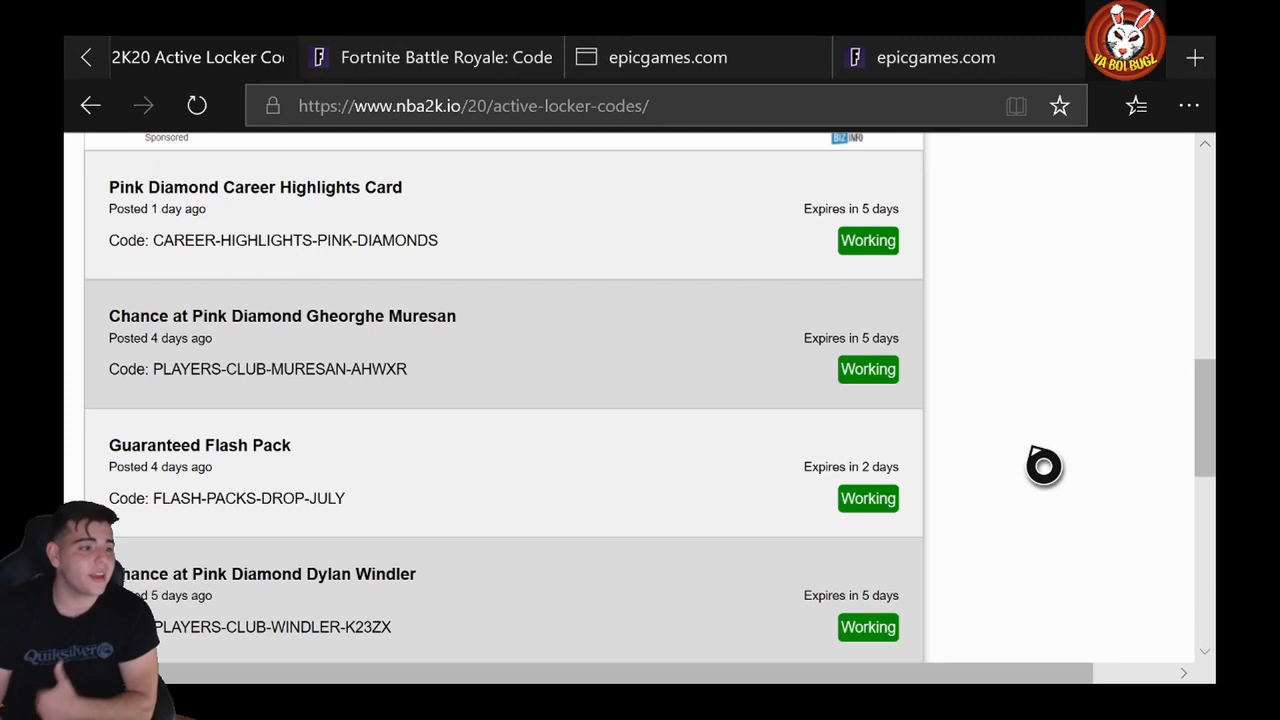 2K20 Active Locker Co
Fortnite Battle Royale: Code
epicgames.com
epicgames.com
YA BOI BUGZ
https://www.nba2k.io/20/active-locker-codes/
Sponsored
BIZ INFO
Pink Diamond Career Highlights Card
Posted 1 day ago
Expires in 5 days
Code: CAREER-HIGHLIGHTS-PINK-DIAMONDS
Working
Chance at Pink Diamond Gheorghe Muresan
Posted 4 days ago
Expires in 5 days
Code: PLAYERS-CLUB-MURESAN-AHWXR
Working
Guaranteed Flash Pack
Posted 4 days ago
Expires in 2 days
Code: FLASH-PACKS-DROP-JULY
Working
hance at Pink Diamond Dylan Windler
ed 5 days ago
Expires in 5 days
PLAYERS-CLUB-WINDLER-K23ZX
Working
Quiksilver